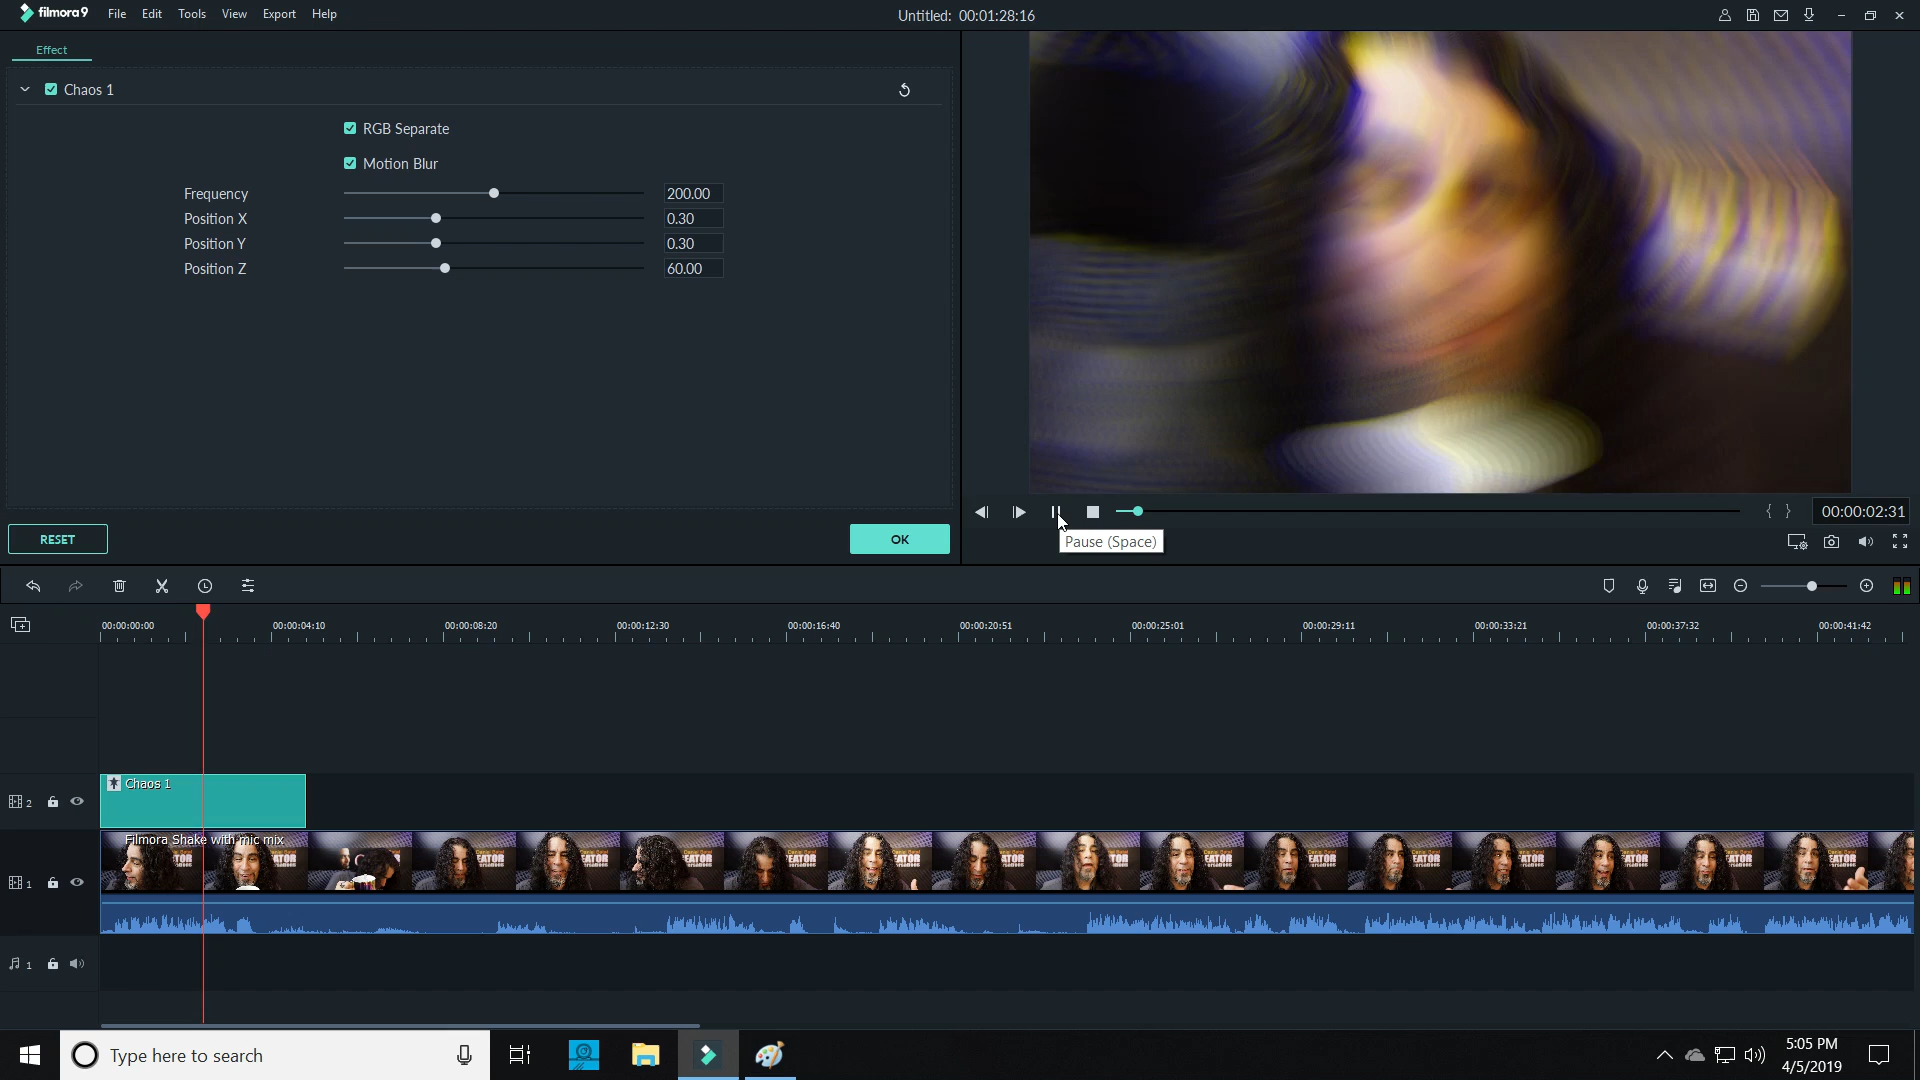 filmora9 File Edit Tools View Export Help
Untitled: 00:01:28:16
Effect
Chaos 1
RGB Separate
Motion Blur
Frequency 200.00
Position X 0.30
Position Y 0.30
Position Z 60.00
RESET
OK
{ } 00:00:02:31
Pause (Space)
00:00:00:00 00:00:04:10 00:00:08:20 00:00:12:30 00:00:16:40 00:00:20:51 00:00:25:01 00:00:29:11 00:00:33:21 00:00:37:32 00:00:41:42
2
Chaos 1
1
Filmora Shake with mic mix
1
Type here to search
5:05 PM
4/5/2019